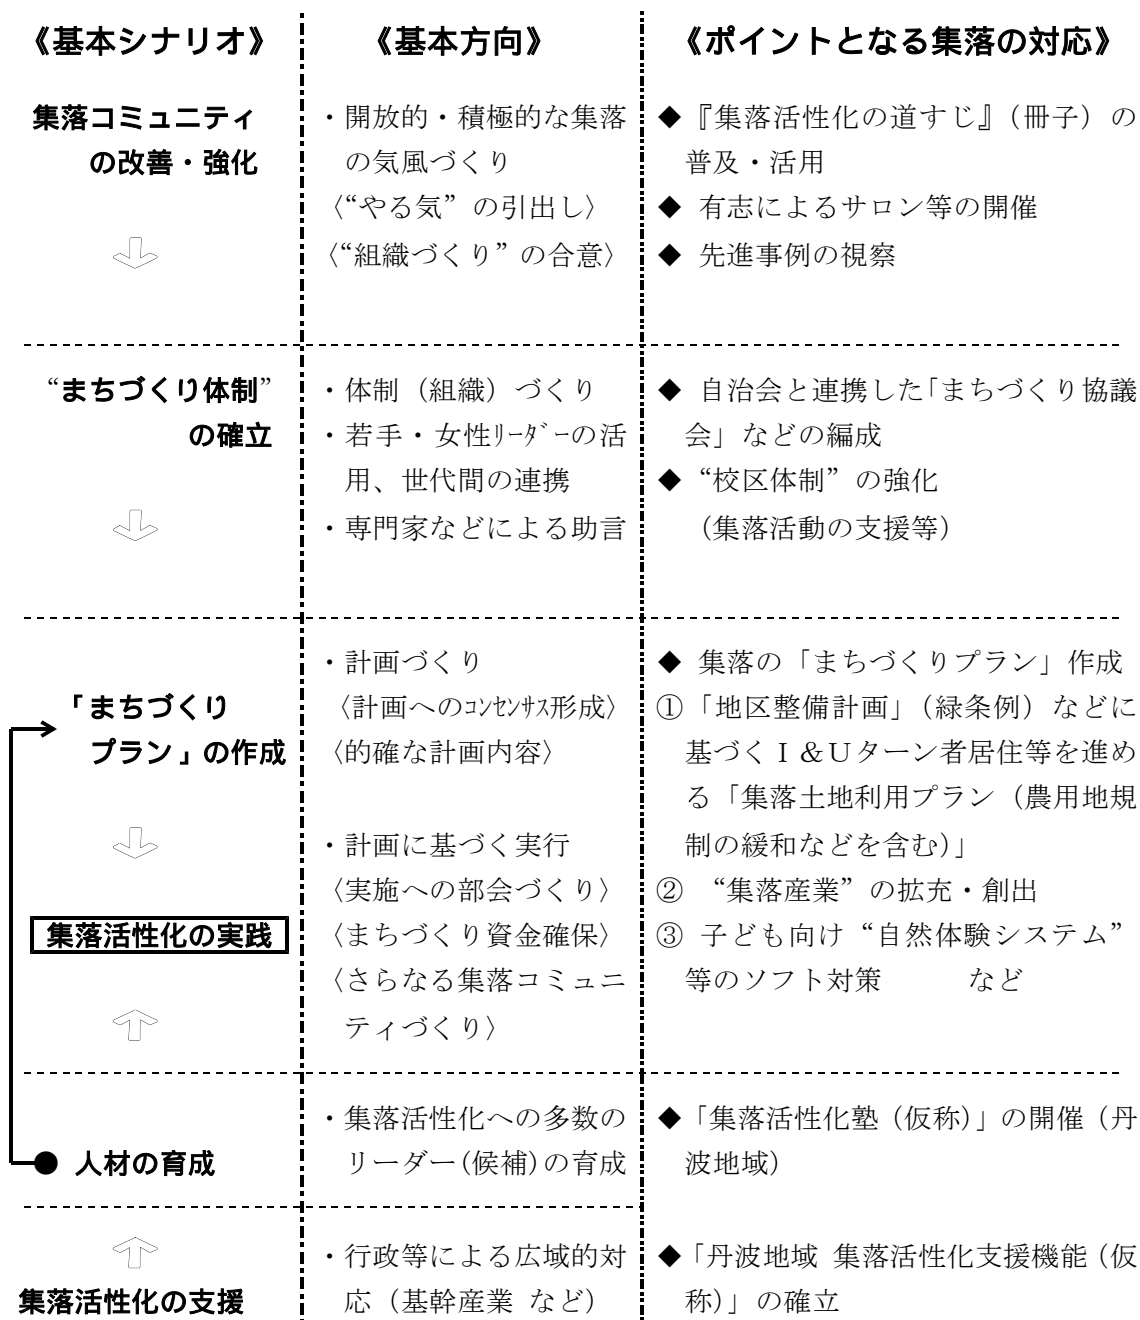 《基本シナリオ》
《基本方向》
《ポイントとなる集落の対応》
集落コミュニティ
の改善・強化
・開放的・積極的な集落
の気風づくり
〈“やる気”の引出し〉
〈“組織づくり”の合意〉
◆『集落活性化の道すじ』（冊子）の
普及・活用
◆ 有志によるサロン等の開催
◆ 先進事例の視察
“まちづくり体制”
の確立
・体制（組織）づくり
・若手・女性ﾘｰﾀﾞｰの活
用、世代間の連携
・専門家などによる助言
◆ 自治会と連携した｢まちづくり協議
会」などの編成
◆ “校区体制”の強化
（集落活動の支援等）
「まちづくり
プラン」の作成
集落活性化の実践
・計画づくり
〈計画へのｺﾝｾﾝｻｽ形成〉
〈的確な計画内容〉
・計画に基づく実行
〈実施への部会づくり〉
〈まちづくり資金確保〉
〈さらなる集落コミュニ
ティづくり〉
◆ 集落の「まちづくりプラン」作成
①「地区整備計画」（緑条例）などに
基づくＩ＆Ｕターン者居住等を進め
る「集落土地利用プラン（農用地規
制の緩和などを含む）」
② “集落産業”の拡充・創出
③ 子ども向け“自然体験システム”
等のソフト対策 など
● 人材の育成
・集落活性化への多数の
リーダー(候補)の育成
◆「集落活性化塾（仮称）」の開催（丹
波地域）
集落活性化の支援
・行政等による広域的対
応（基幹産業 など）
◆「丹波地域 集落活性化支援機能（仮
称）」の確立